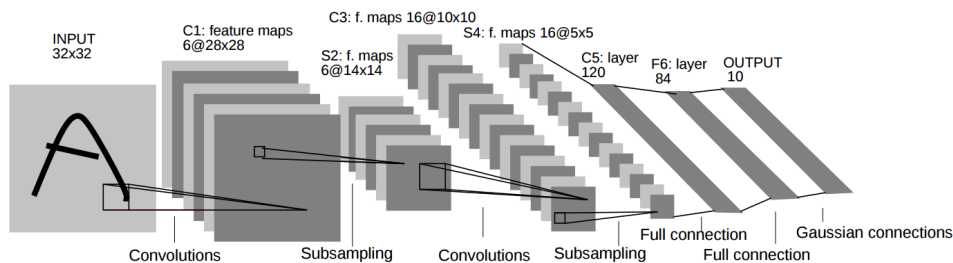 INPUT
32x32
C1: feature maps
6@28x28
S2: f. maps
6@14x14
C3: f. maps 16@10x10
S4: f. maps 16@5x5
C5: layer
120
F6: layer
84
OUTPUT
10
Convolutions
Subsampling
Convolutions
Subsampling
Full connection
Full connection
Gaussian connections